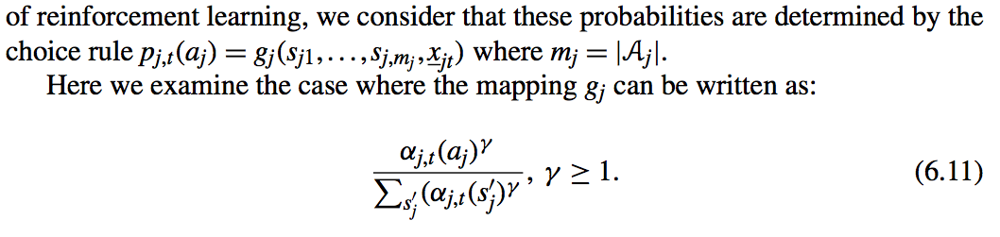 of reinforcement learning, we consider that these probabilities are determined by the
choice rule $p_{j,t}(a_j) = g_j(s_{j1},\ldots,s_{j,m_j},\underline{x}_{jt})$ where $m_j = |\mathcal{A}_j|$.
Here we examine the case where the mapping $g_j$ can be written as:
$\frac{\alpha_{j,t}(a_j)^{\gamma}}{\sum_{s'_j}(\alpha_{j,t}(s'_j)^{\gamma}}, \gamma \geq 1.$ (6.11)